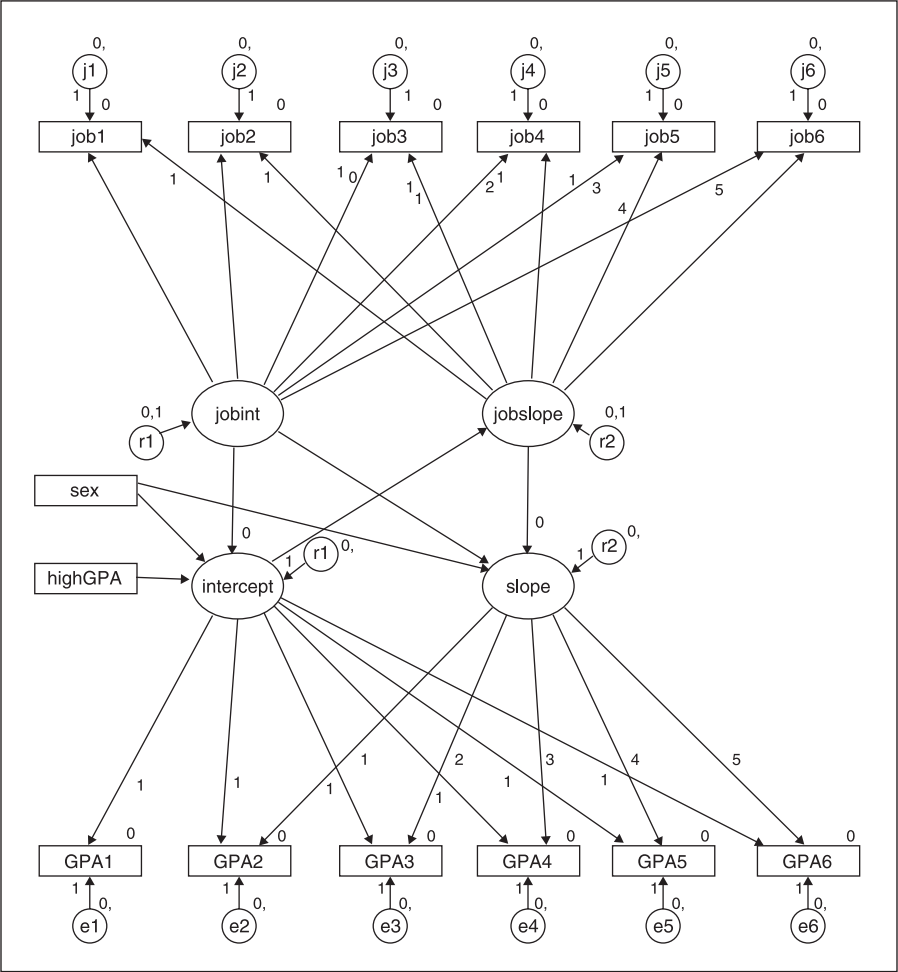 0, 0, 0, 0, 0, 0,
j1 j2 j3 j4 j5 j6
1 0 1 0 1 0 1 0 1 0 1 0
job1 job2 job3 job4 job5 job6
1 1 1 0 1 1 2 1 1 3 4 5
jobint jobslope
0,1 0,1
r1 r2
sex
0 0
r1 0, r2 0,
1 1
highGPA intercept slope
1 1 1 1 2 1 3 1 4 1 5
0 0 0 0 0 0
GPA1 GPA2 GPA3 GPA4 GPA5 GPA6
1 0, 1 0, 1 0, 1 0, 1 0, 1 0,
e1 e2 e3 e4 e5 e6